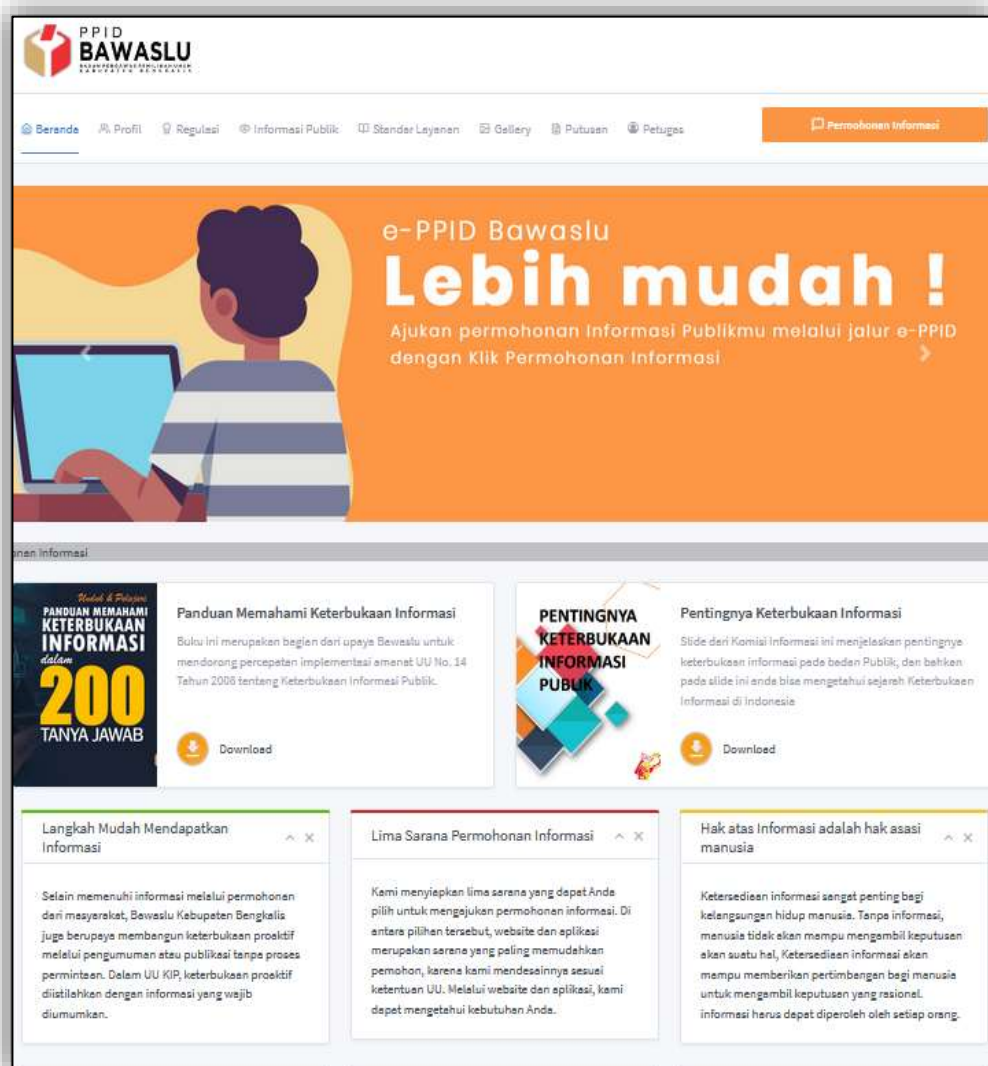 PPID
BAWASLU
BADAN PENGAWAS PEMILIHAN UMUM
KABUPATEN BENGKALIS
Beranda Profil Regulasi Informasi Publik Standar Layanan Gallery Putusan Petugas Permohonan Informasi
e-PPID Bawaslu
Lebih mudah !
Ajukan permohonan Informasi Publikmu melalui jalur e-PPID
dengan Klik Permohonan Informasi
onan Informasi
Unduh & Pelajari
PANDUAN MEMAHAMI
KETERBUKAAN
INFORMASI
dalam
200
TANYA JAWAB
Panduan Memahami Keterbukaan Informasi
Buku ini merupakan bagian dari upaya Bawaslu untuk
mendorong percepatan implementasi amanat UU No. 14
Tahun 2008 tentang Keterbukaan Informasi Publik.
Download
PENTINGNYA
KETERBUKAAN
INFORMASI
PUBLIK
Pentingnya Keterbukaan Informasi
Slide dari Komisi Informasi ini menjelaskan pentingnya
keterbukaan informasi pada badan Publik, dan bahkan
pada slide ini anda bisa mengetahui sejarah Keterbukaan
Informasi di Indonesia
Download
Langkah Mudah Mendapatkan
Informasi
Selain memenuhi informasi melalui permohonan
dari masyarakat, Bawaslu Kabupaten Bengkalis
juga berupaya membangun keterbukaan proaktif
melalui pengumuman atau publikasi tanpa proses
permintaan. Dalam UU KIP, keterbukaan proaktif
diistilahkan dengan informasi yang wajib
diumumkan.
Lima Sarana Permohonan Informasi
Kami menyiapkan lima sarana yang dapat Anda
pilih untuk mengajukan permohonan informasi. Di
antara pilihan tersebut, website dan aplikasi
merupakan sarana yang paling memudahkan
pemohon, karena kami mendesainnya sesuai
ketentuan UU. Melalui website dan aplikasi, kami
dapat mengetahui kebutuhan Anda.
Hak atas Informasi adalah hak asasi
manusia
Ketersediaan informasi sangat penting bagi
kelangsungan hidup manusia. Tanpa informasi,
manusia tidak akan mampu mengambil keputusan
akan suatu hal, Ketersediaan informasi akan
mampu memberikan pertimbangan bagi manusia
untuk mengambil keputusan yang rasional.
informasi harus dapat diperoleh oleh setiap orang.